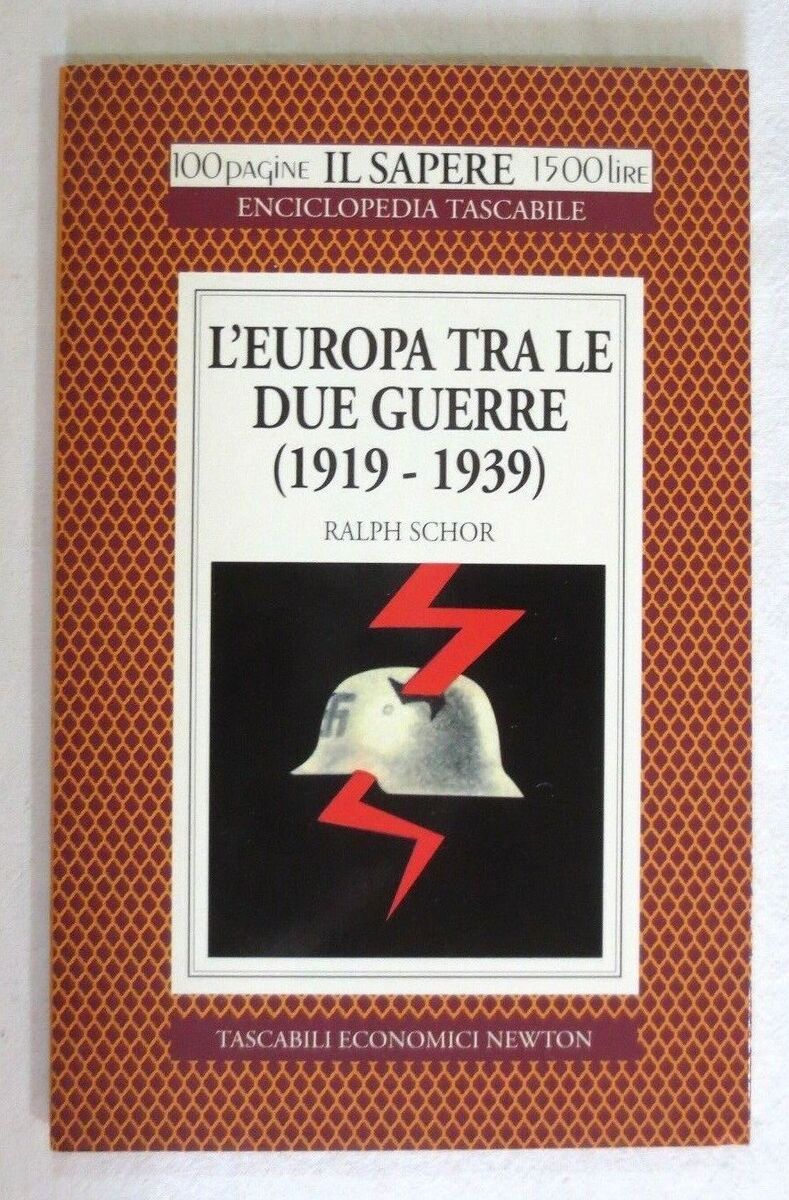 100 pagine IL SAPERE 1500 lire
ENCICLOPEDIA TASCABILE
L'EUROPA TRA LE
DUE GUERRE
(1919 - 1939)
RALPH SCHOR
TASCABILI ECONOMICI NEWTON